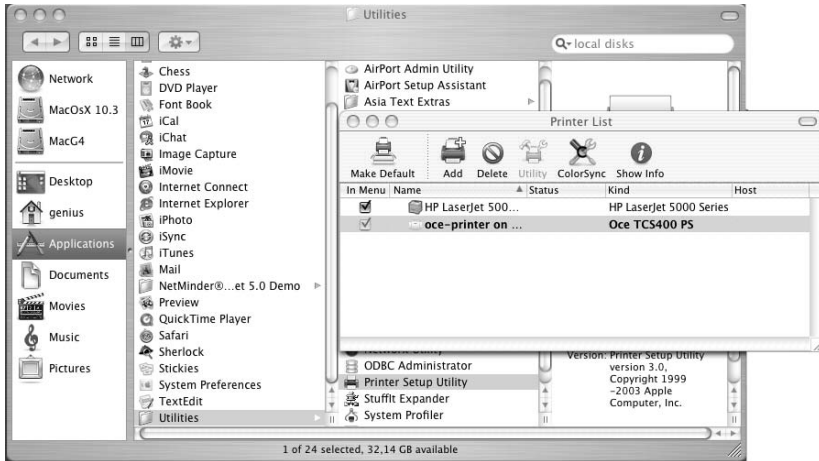 Utilities
local disks
Network
MacOsX 10.3
MacG4
Desktop
genius
Applications
Documents
Movies
Music
Pictures
Chess
DVD Player
Font Book
iCal
iChat
Image Capture
iMovie
Internet Connect
Internet Explorer
iPhoto
iSync
iTunes
Mail
NetMinder®...et 5.0 Demo
Preview
QuickTime Player
Safari
Sherlock
Stickies
System Preferences
TextEdit
Utilities
AirPort Admin Utility
AirPort Setup Assistant
Asia Text Extras
Printer List
Make Default Add Delete Utility ColorSync Show Info
In Menu Name Status Kind Host
HP LaserJet 500... HP LaserJet 5000 Series
oce-printer on ... Oce TCS400 PS
Network Utility
ODBC Administrator
Printer Setup Utility
StuffIt Expander
System Profiler
Version: Printer Setup Utility
version 3.0,
Copyright 1999
-2003 Apple
Computer, Inc.
1 of 24 selected, 32,14 GB available